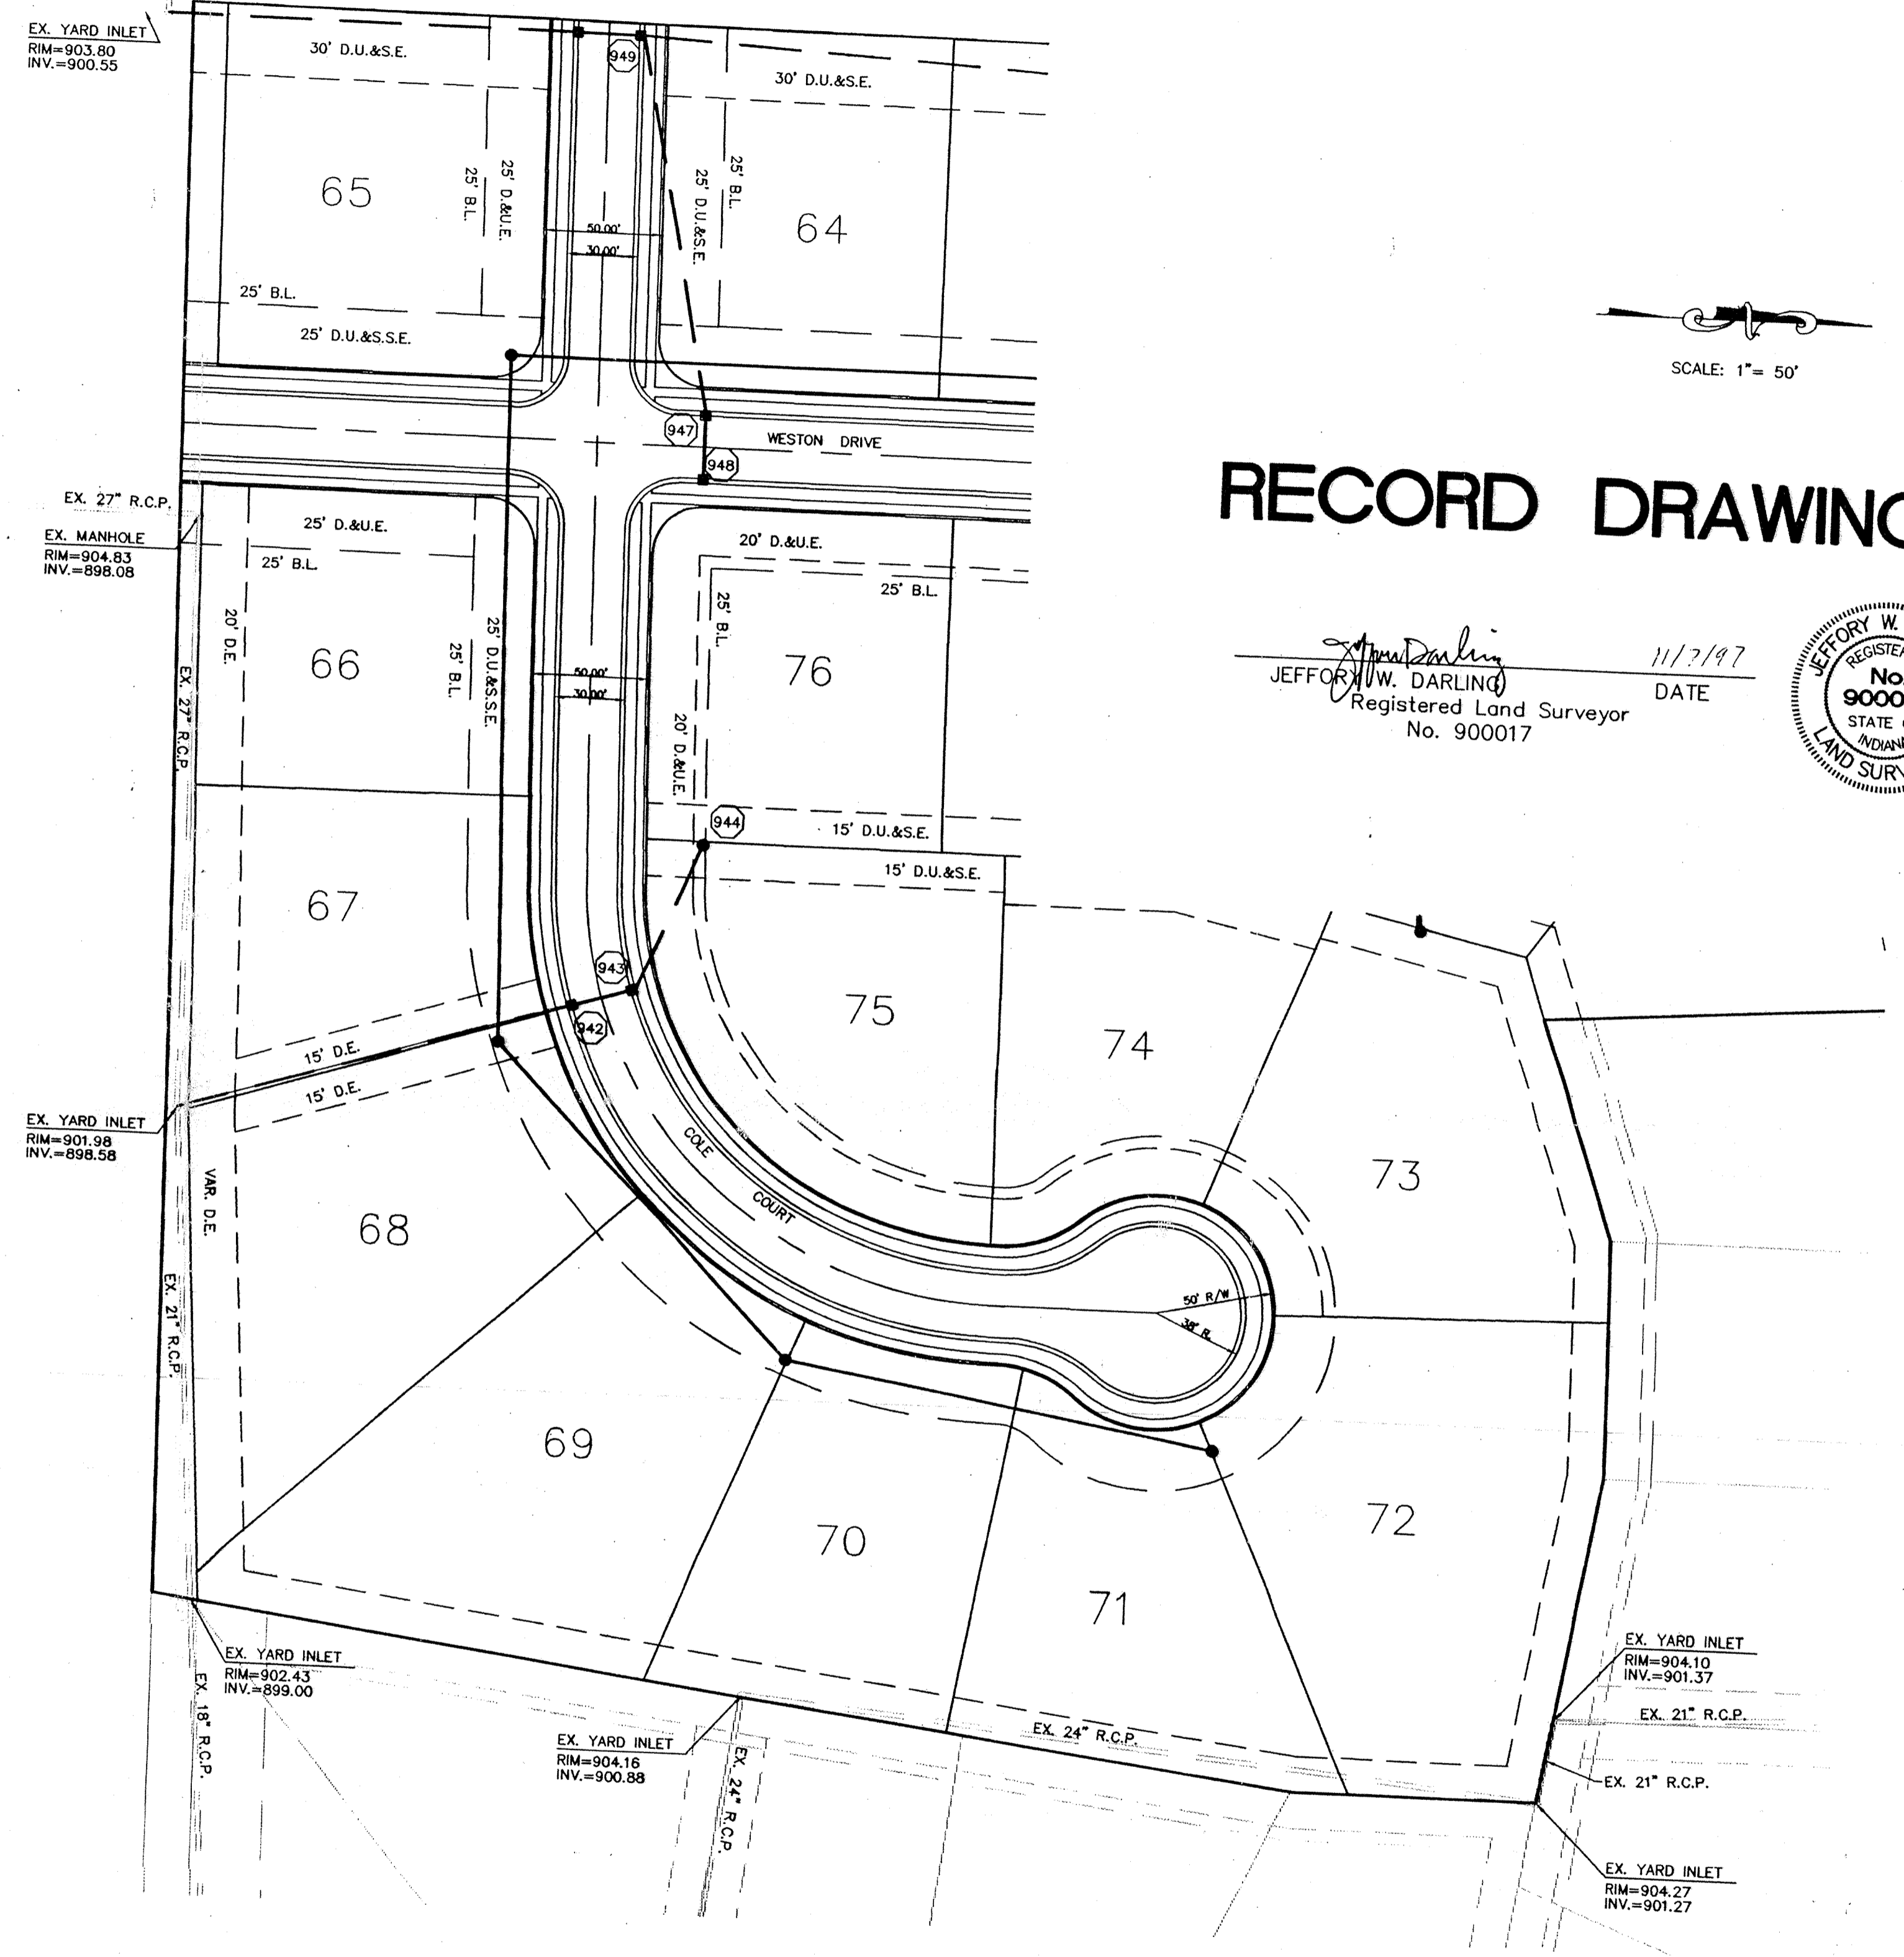 EX. YARD INLET
RIM=903.80
INV.=900.55
30' D.U.&S.E.
949
30' D.U.&S.E.
65
25' B.L.
25' D.&U.E.
25' D.U.&S.E.
25' B.L.
64
50.00'
30.00'
25' B.L.
25' D.U.&S.S.E.
SCALE: 1"= 50'
947
WESTON DRIVE
948
RECORD DRAWING
EX. 27" R.C.P.
EX. MANHOLE
RIM=904.83
INV.=898.08
25' D.&U.E.
25' B.L.
20' D.&U.E.
25' B.L.
20' D.E.
EX. 27" R.C.P.
66
25' B.L.
25' D.U.&S.S.E.
50.00'
30.00'
25' B.L.
20' D.&U.E.
76
JEFFORY W. DARLING
Registered Land Surveyor
No. 900017
DATE
11/7/97
JEFFORY W.
No.
STATE
LAND
944
15' D.U.&S.E.
15' D.U.&S.E.
67
943
942
75
74
73
15' D.E.
15' D.E.
EX. YARD INLET
RIM=901.98
INV.=898.58
VAR. D.E.
EX. 21" R.C.P.
68
COLE
COURT
50' R/W
38' R.
69
70
71
72
EX. YARD INLET
RIM=902.43
INV.=899.00
EX. 18" R.C.P.
EX. YARD INLET
RIM=904.16
INV.=900.88
EX. 24" R.C.P.
EX. 24" R.C.P.
EX. YARD INLET
RIM=904.10
INV.=901.37
EX. 21" R.C.P.
EX. 21" R.C.P.
EX. YARD INLET
RIM=904.27
INV.=901.27